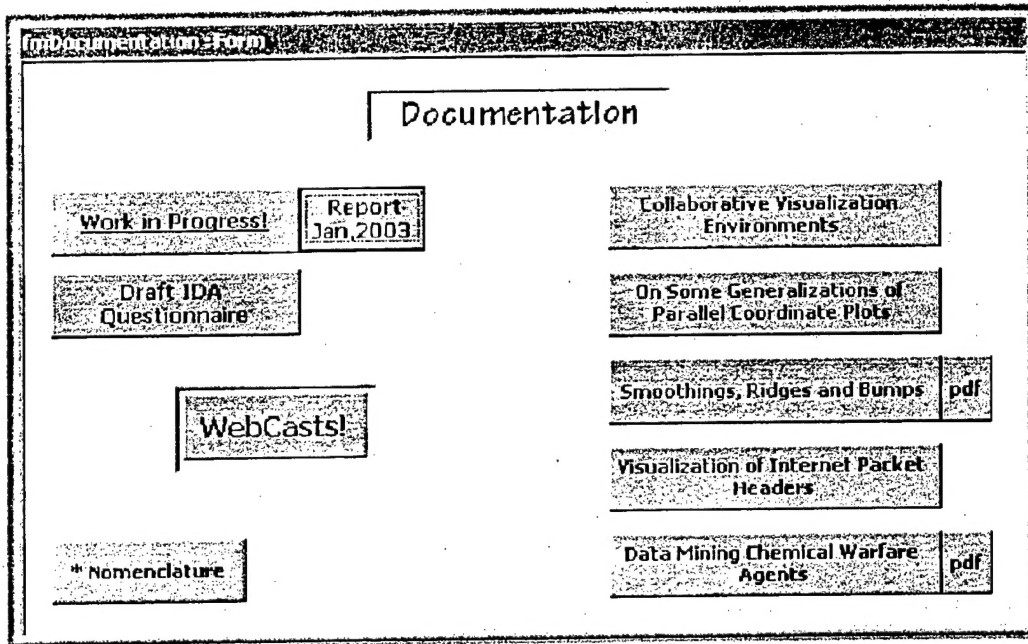 fmDocumentation : Form
Documentation
Work in Progress!
Report
Jan,2003
Draft IDA
Questionnaire
WebCasts!
* Nomenclature
Collaborative Visualization
Environments
On Some Generalizations of
Parallel Coordinate Plots
Smoothings, Ridges and Bumps
pdf
Visualization of Internet Packet
Headers
Data Mining Chemical Warfare
Agents
pdf